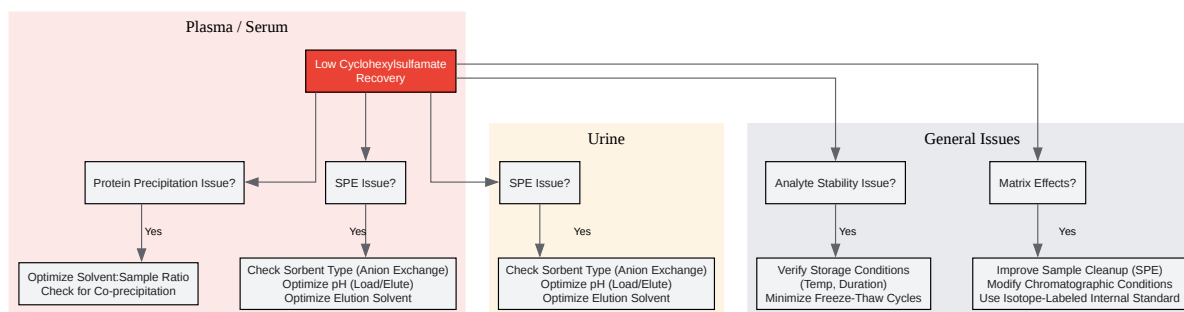 Plasma / Serum
Low Cyclohexylsulfamate
Recovery
Urine
General Issues
Protein Precipitation Issue?
SPE Issue?
SPE Issue?
Analyte Stability Issue?
Matrix Effects?
Yes
Yes
Yes
Yes
Yes
Optimize Solvent:Sample Ratio
Check for Co-precipitation
Check Sorbent Type (Anion Exchange)
Optimize pH (Load/Elute)
Optimize Elution Solvent
Check Sorbent Type (Anion Exchange)
Optimize pH (Load/Elute)
Optimize Elution Solvent
Verify Storage Conditions
(Temp, Duration)
Minimize Freeze-Thaw Cycles
Improve Sample Cleanup (SPE)
Modify Chromatographic Conditions
Use Isotope-Labeled Internal Standard